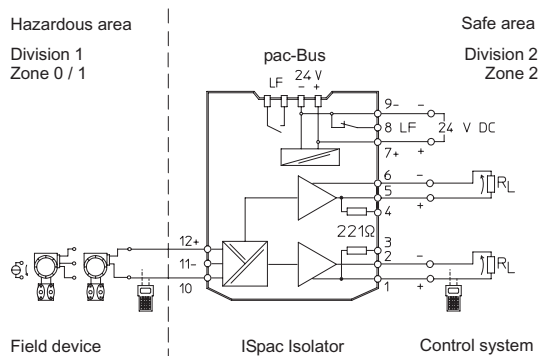 Hazardous area
Safe area
Division 1
Zone 0 / 1
pac-Bus
Division 2
Zone 2
LF
24 V
- +
9- -
8 LF 24 V DC
7+ +
6 -
5 +
RL
4
221Ω
3
12+
2 -
11-
RL
10
1 +
Field device
ISpac Isolator
Control system